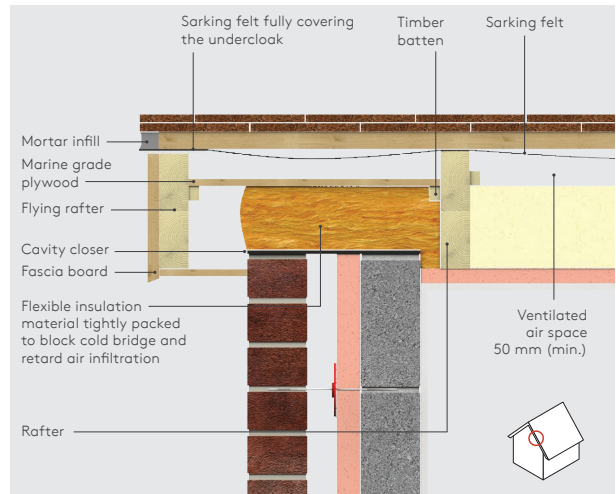 Sarking felt fully covering
the undercloak
Timber
batten
Sarking felt
Mortar infill
Marine grade
plywood
Flying rafter
Cavity closer
Fascia board
Flexible insulation
material tightly packed
to block cold bridge and
retard air infiltration
Rafter
Ventilated
air space
50 mm (min.)